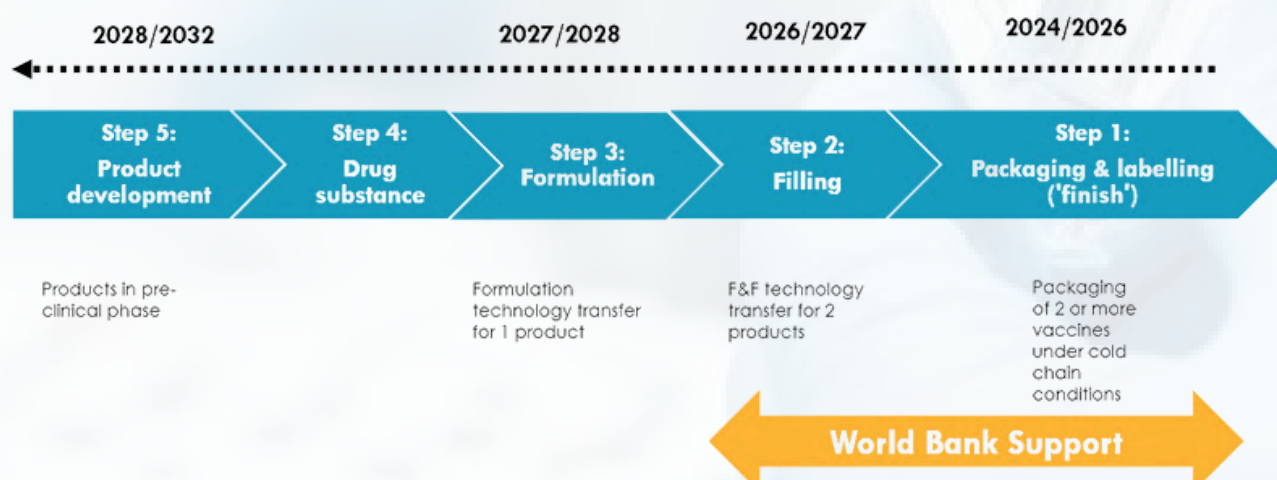 2028/2032
2027/2028
2026/2027
2024/2026
Step 5:
Product
development
Step 4:
Drug
substance
Step 3:
Formulation
Step 2:
Filling
Step 1:
Packaging & labelling
('finish')
Products in pre-
clinical phase
Formulation
technology transfer
for 1 product
F&F technology
transfer for 2
products
Packaging
of 2 or more
vaccines
under cold
chain
conditions
World Bank Support